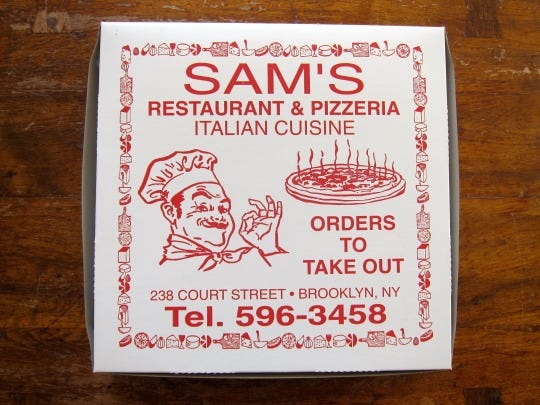 SAM'S
RESTAURANT & PIZZERIA
ITALIAN CUISINE
ORDERS
TO
TAKE OUT
238 COURT STREET • BROOKLYN, NY
Tel. 596-3458